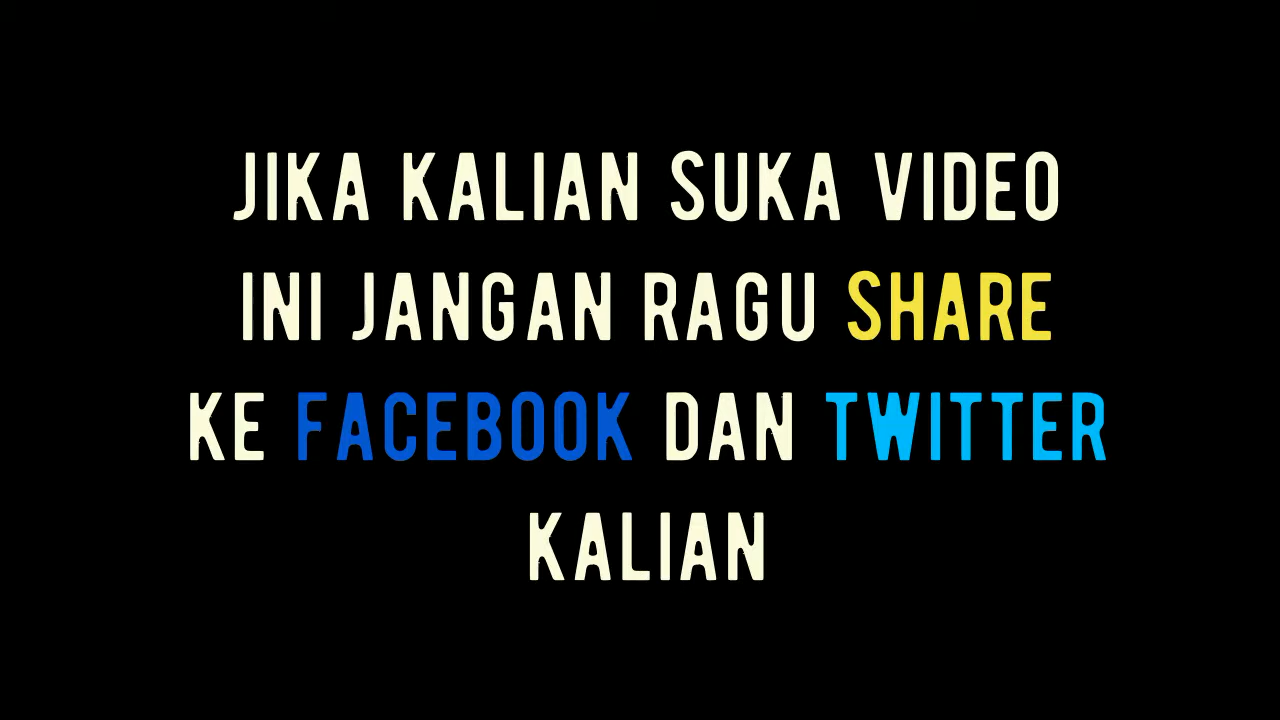 JIKA KALIAN SUKA VIDEO
INI JANGAN RAGU SHARE
KE FACEBOOK DAN TWITTER
KALIAN